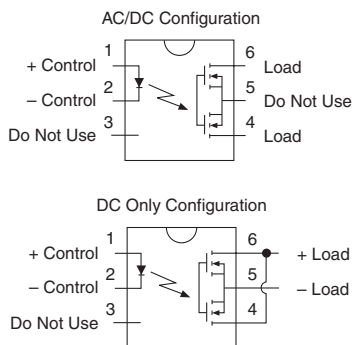 AC/DC Configuration
1 6
+ Control Load
2 5
– Control Do Not Use
3 4
Do Not Use Load
DC Only Configuration
1 6
+ Control + Load
2 5
– Control – Load
3 4
Do Not Use